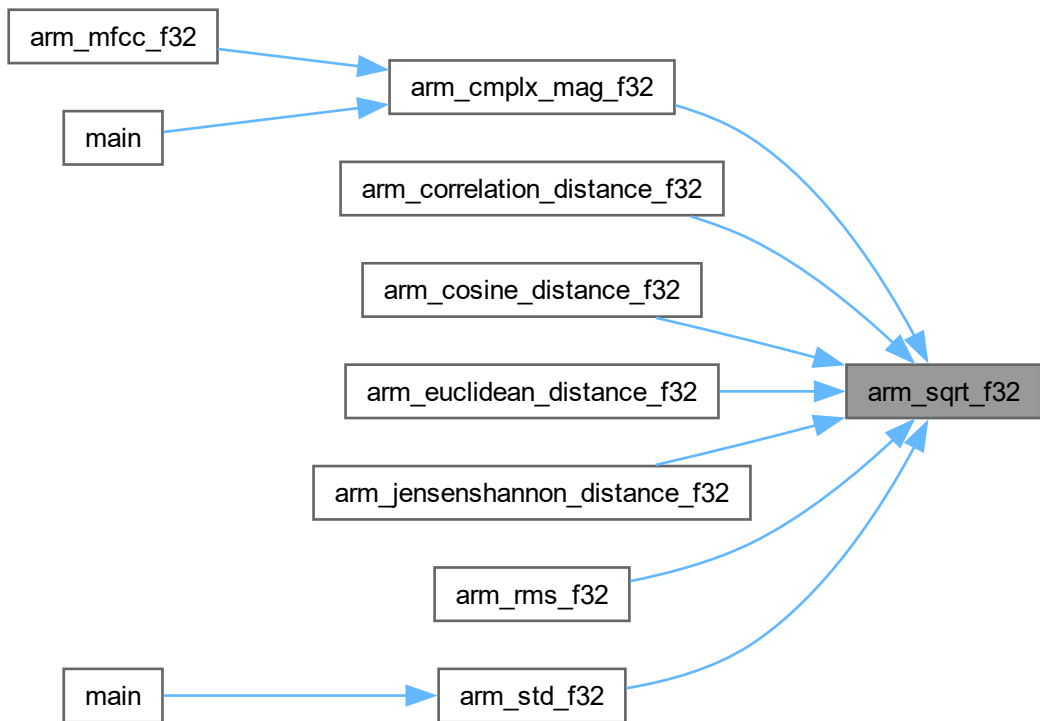 arm_mfcc_f32
arm_cmplx_mag_f32
main
arm_correlation_distance_f32
arm_cosine_distance_f32
arm_euclidean_distance_f32
arm_sqrt_f32
arm_jensenshannon_distance_f32
arm_rms_f32
main
arm_std_f32